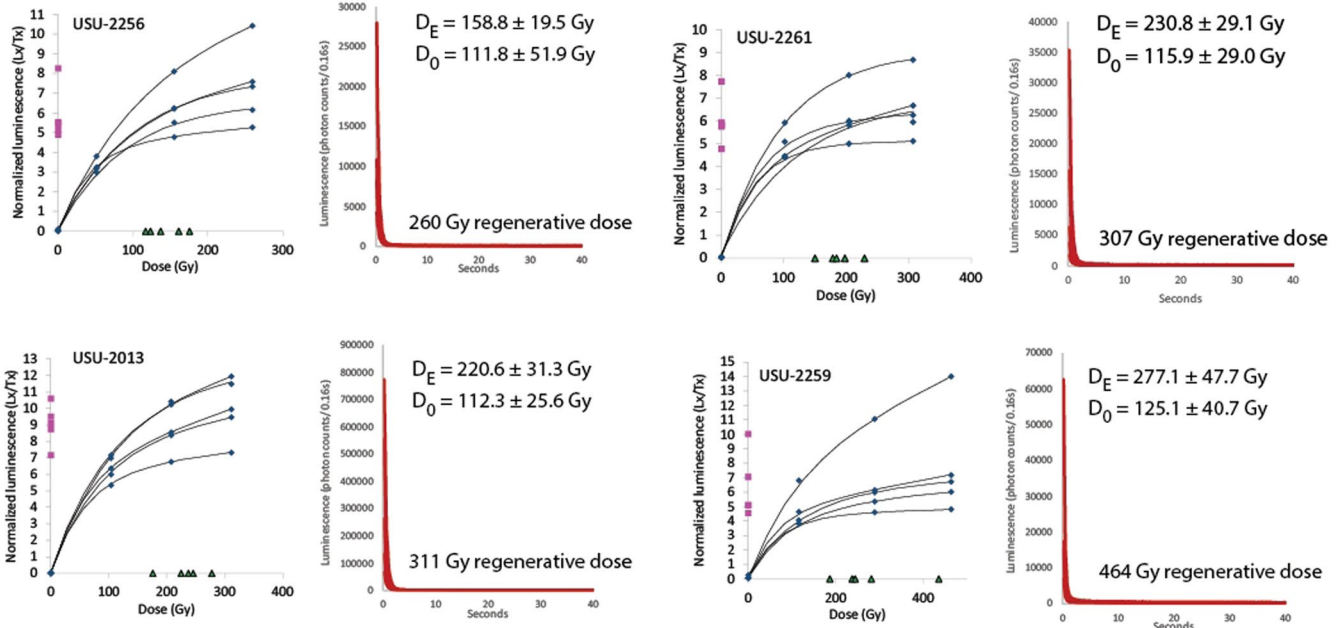 USU-2256
Normalized luminescence (Lx/Tx)
11
10
9
8
7
6
5
4
3
2
1
0
0 100 200 300
Dose (Gy)
Luminescence (photon counts/ 0.16s)
30000
25000
20000
15000
10000
5000
0
0 10 20 30 40
Seconds
DE = 158.8 ± 19.5 Gy
D0 = 111.8 ± 51.9 Gy
260 Gy regenerative dose
USU-2261
Normalized luminescence (Lx/Tx)
10
9
8
7
6
5
4
3
2
1
0
0 100 200 300 400
Dose (Gy)
Luminescence (photon counts/ 0.16s)
40000
35000
30000
25000
20000
15000
10000
5000
0
0 10 20 30 40
Seconds
DE = 230.8 ± 29.1 Gy
D0 = 115.9 ± 29.0 Gy
307 Gy regenerative dose
USU-2013
Normalized luminescence (Lx/Tx)
13
12
11
10
9
8
7
6
5
4
3
2
1
0
0 100 200 300 400
Dose (Gy)
Luminescence (photon counts/ 0.16s)
900000
800000
700000
600000
500000
400000
300000
200000
100000
0
0 10 20 30 40
Seconds
DE = 220.6 ± 31.3 Gy
D0 = 112.3 ± 25.6 Gy
311 Gy regenerative dose
USU-2259
Normalized luminescence (Lx/Tx)
15
14
13
12
11
10
9
8
7
6
5
4
3
2
1
0
0 200 400
Dose (Gy)
Luminescence (photon counts/ 0.16s)
70000
60000
50000
40000
30000
20000
10000
0
0 10 20 30 40
Seconds
DE = 277.1 ± 47.7 Gy
D0 = 125.1 ± 40.7 Gy
464 Gy regenerative dose